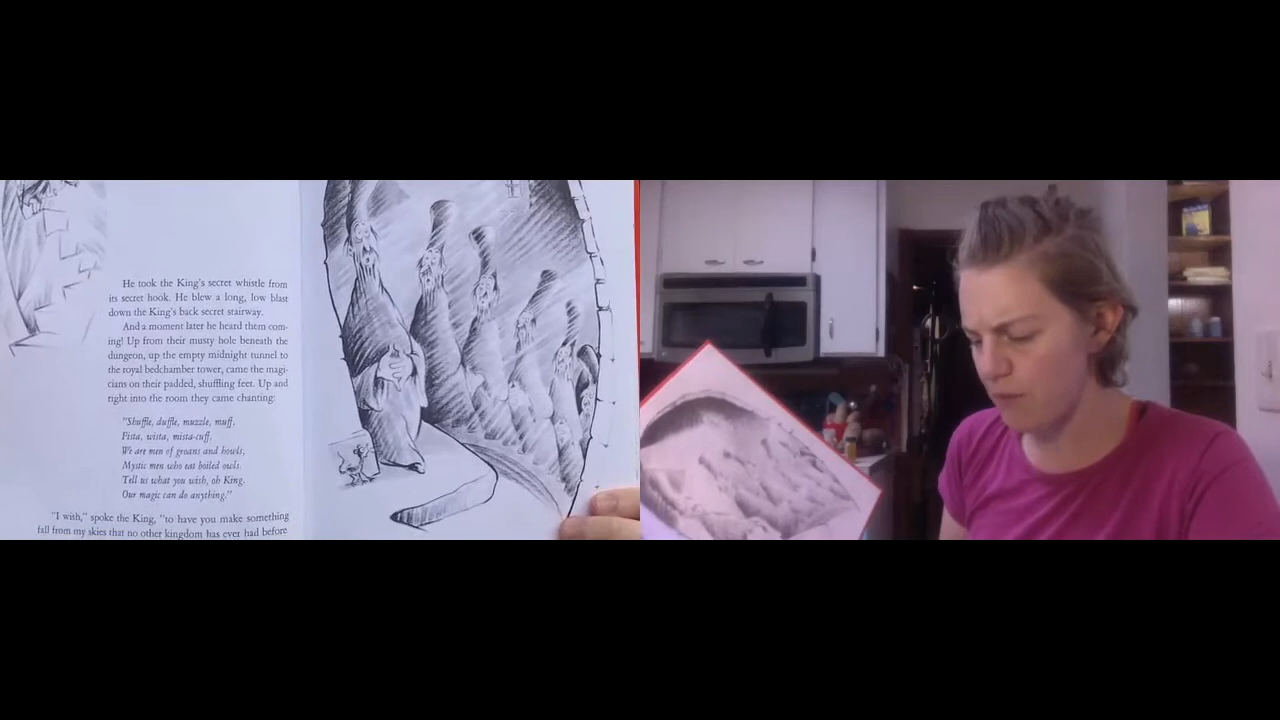 He took the King's secret whistle from
its secret hook. He blew a long, low blast
down the King's back secret stairway.
And a moment later he heard them com-
ing! Up from their musty hole beneath the
dungeon, up the empty midnight tunnel to
the royal bedchamber tower, came the magi-
cians on their padded, shuffling feet. Up and
right into the room they came chanting:
"Shuffle, duffle, muzzle, muff.
Fista, wista, mista-cuff.
We are men of groans and howls,
Mystic men who eat boiled owls.
Tell us what you wish, oh King.
Our magic can do anything."
"I wish," spoke the King, "to have you make something
fall from my skies that no other kingdom has ever had before